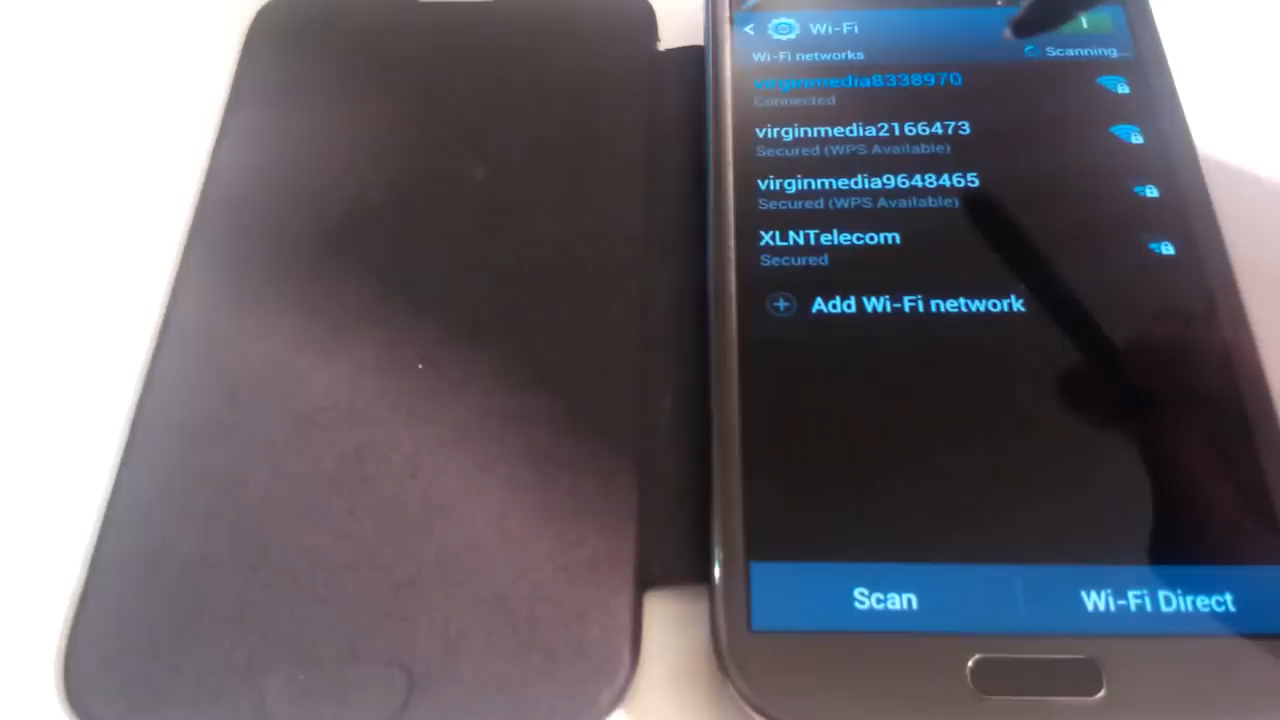 Wi-Fi
Wi-Fi networks
Scanning...
virginmedia8338970
Connected
virginmedia2166473
Secured (WPS Available)
virginmedia9648465
Secured (WPS Available)
XLNTelecom
Secured
Add Wi-Fi network
Scan
Wi-Fi Direct